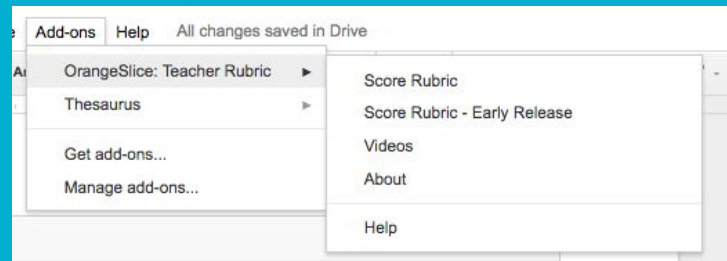 Add-ons Help All changes saved in Drive
OrangeSlice: Teacher Rubric
Thesaurus
Get add-ons...
Manage add-ons...
Score Rubric
Score Rubric - Early Release
Videos
About
Help